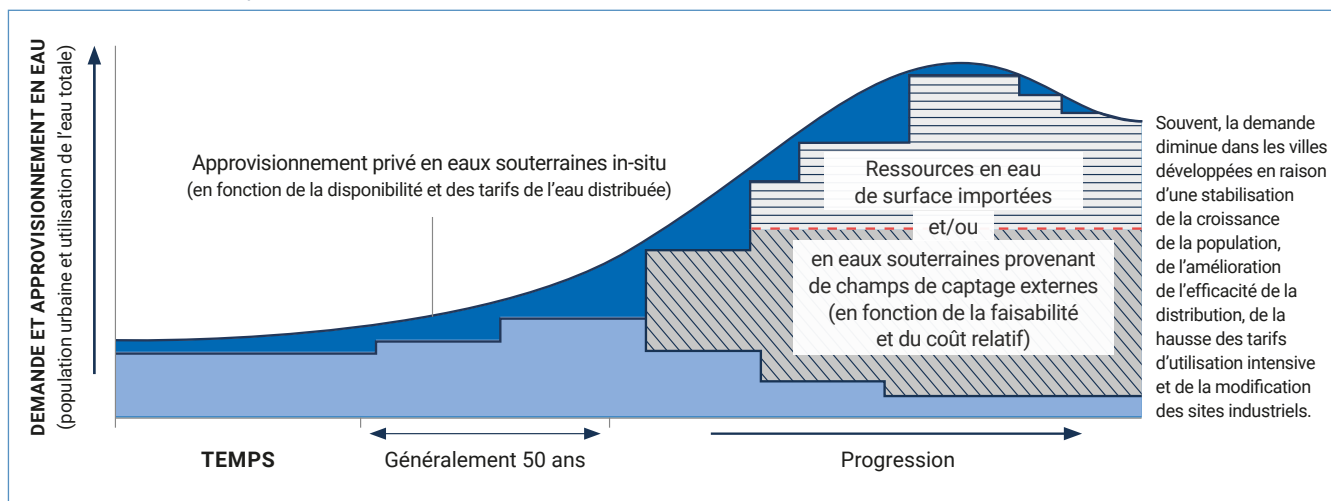 DEMANDE ET APPROVISIONNEMENT EN EAU
(population urbaine et utilisation de l’eau totale)
Approvisionnement privé en eaux souterraines in-situ
(en fonction de la disponibilité et des tarifs de l’eau distribuée)
Ressources en eau
de surface importées
et/ou
en eaux souterraines provenant
de champs de captage externes
(en fonction de la faisabilité
et du coût relatif)
Souvent, la demande
diminue dans les villes
développées en raison
d’une stabilisation
de la croissance
de la population,
de l’amélioration
de l’efficacité de la
distribution, de la
hausse des tarifs
d’utilisation intensive
et de la modification
des sites industriels.
TEMPS
Généralement 50 ans
Progression